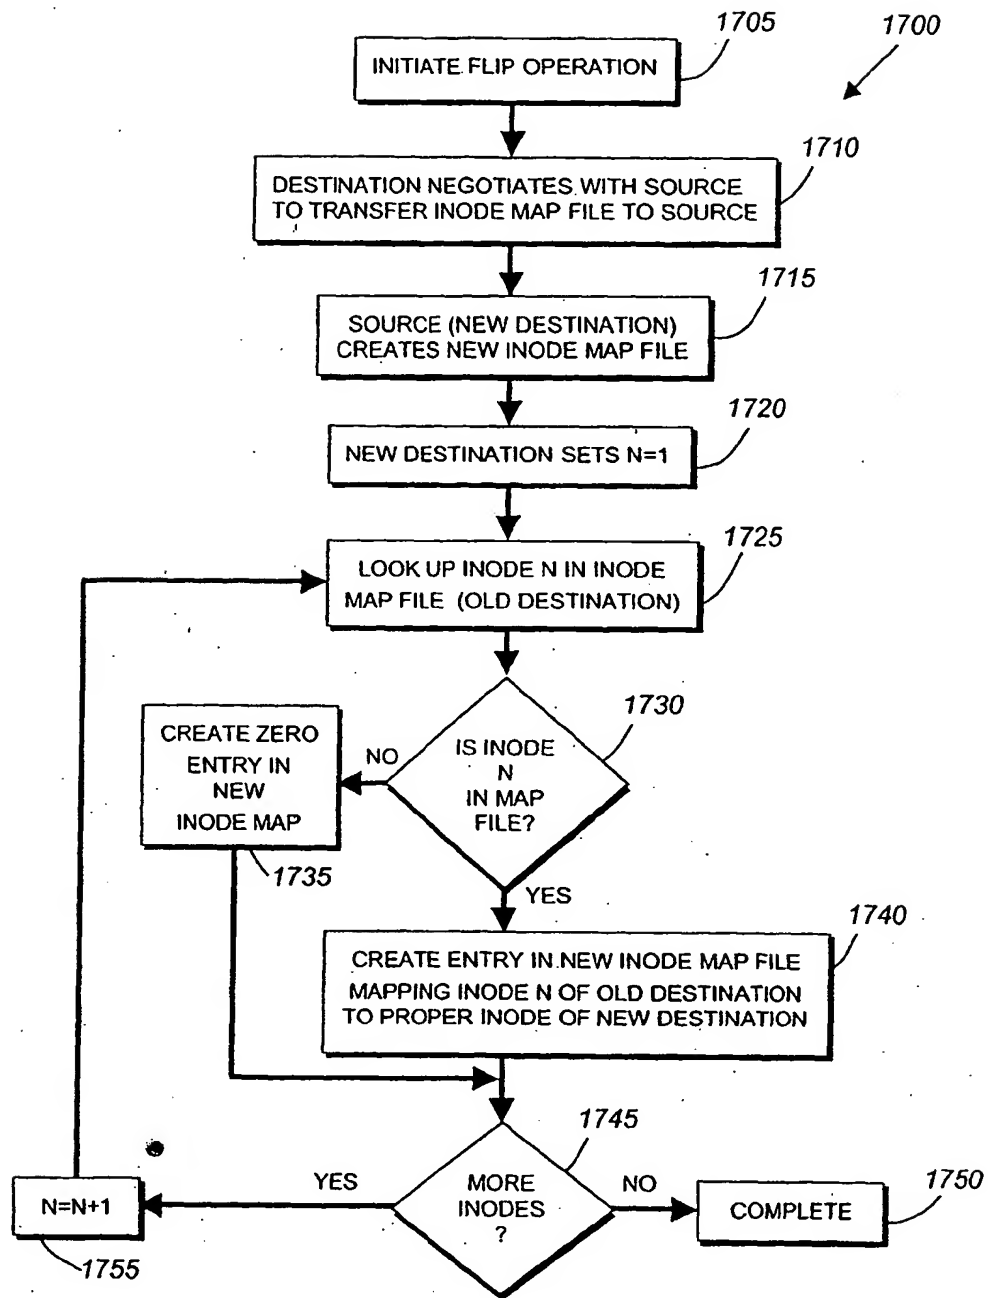 1705
1700
INITIATE FLIP OPERATION
1710
DESTINATION NEGOTIATES WITH SOURCE
TO TRANSFER INODE MAP FILE TO SOURCE
1715
SOURCE (NEW DESTINATION)
CREATES NEW INODE MAP FILE
1720
NEW DESTINATION SETS N=1
1725
LOOK UP INODE N IN INODE
MAP FILE (OLD DESTINATION)
1730
IS INODE
N
IN MAP
FILE?
NO
CREATE ZERO
ENTRY IN
NEW
INODE MAP
1735
YES
1740
CREATE ENTRY IN NEW INODE MAP FILE
MAPPING INODE N OF OLD DESTINATION
TO PROPER INODE OF NEW DESTINATION
1745
MORE
INODES
?
YES
NO
N=N+1
1755
COMPLETE
1750